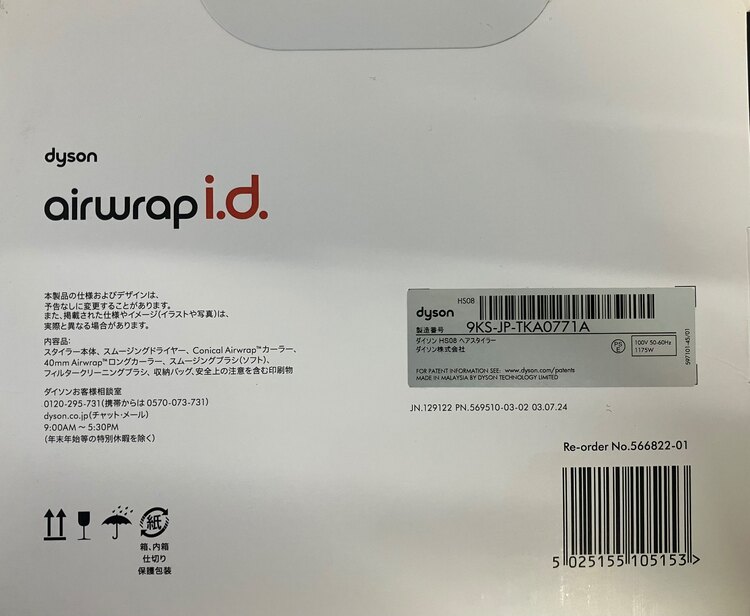 dyson
airwrap i.d.
本製品の仕様およびデザインは、
予告なしに変更することがあります。
また、掲載された仕様やイメージ(イラストや写真)は、
実際と異なる場合があります。
内容品:
スタイラー本体、スムージングドライヤー、Conical Airwrap™カーラー、
40mm Airwrap™ロングカーラー、スムージングブラシ(ソフト)、
フィルタークリーニングブラシ、収納バッグ、安全上の注意を含む印刷物
ダイソンお客様相談室
0120-295-731(携帯からは 0570-073-731)
dyson.co.jp(チャット・メール)
9:00AM～5:30PM
(年末年始等の特別休暇を除く)
紙
箱、内箱
仕切り
保護包装
HS08
dyson
製造番号 9KS-JP-TKA0771A
ダイソン HS08 ヘアスタイラー
ダイソン株式会社
PS
E
100V 50-60Hz
1175W
FOR PATENT INFORMATION SEE: www.dyson.com/patents
MADE IN MALAYSIA BY DYSON TECHNOLOGY LIMITED
597101-45/01
JN.129122 PN.569510-03-02 03.07.24
Re-order No.566822-01
5 025155 105153 >